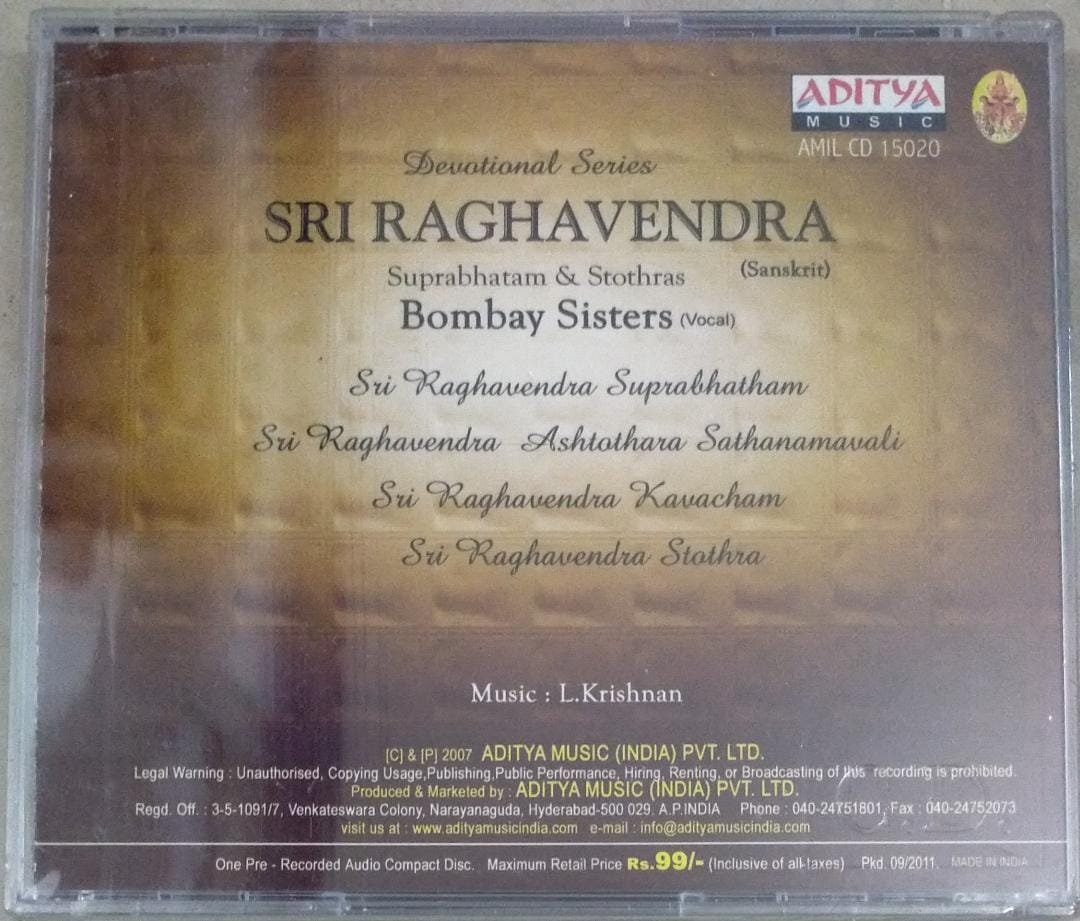 ADITYA
MUSIC
AMIL CD 15020
Devotional Series
SRI RAGHAVENDRA
Suprabhatam & Stothras (Sanskrit)
Bombay Sisters (Vocal)
Sri Raghavendra Suprabhatham
Sri Raghavendra Ashtothara Sathanamavali
Sri Raghavendra Kavacham
Sri Raghavendra Stothra
Music : L.Krishnan
[C] & [P] 2007 ADITYA MUSIC (INDIA) PVT. LTD.
Legal Warning : Unauthorised, Copying Usage,Publishing,Public Performance, Hiring, Renting, or Broadcasting of this recording is prohibited.
Produced & Marketed by : ADITYA MUSIC (INDIA) PVT. LTD.
Regd. Off. : 3-5-1091/7, Venkateswara Colony, Narayanaguda, Hyderabad-500 029. A.P.INDIA Phone : 040-24751801, Fax : 040-24752073
visit us at : www.adityamusicindia.com e-mail : info@adityamusicindia.com
One Pre - Recorded Audio Compact Disc. Maximum Retail Price Rs.99/- (Inclusive of all taxes) Pkd. 09/2011. MADE IN INDIA